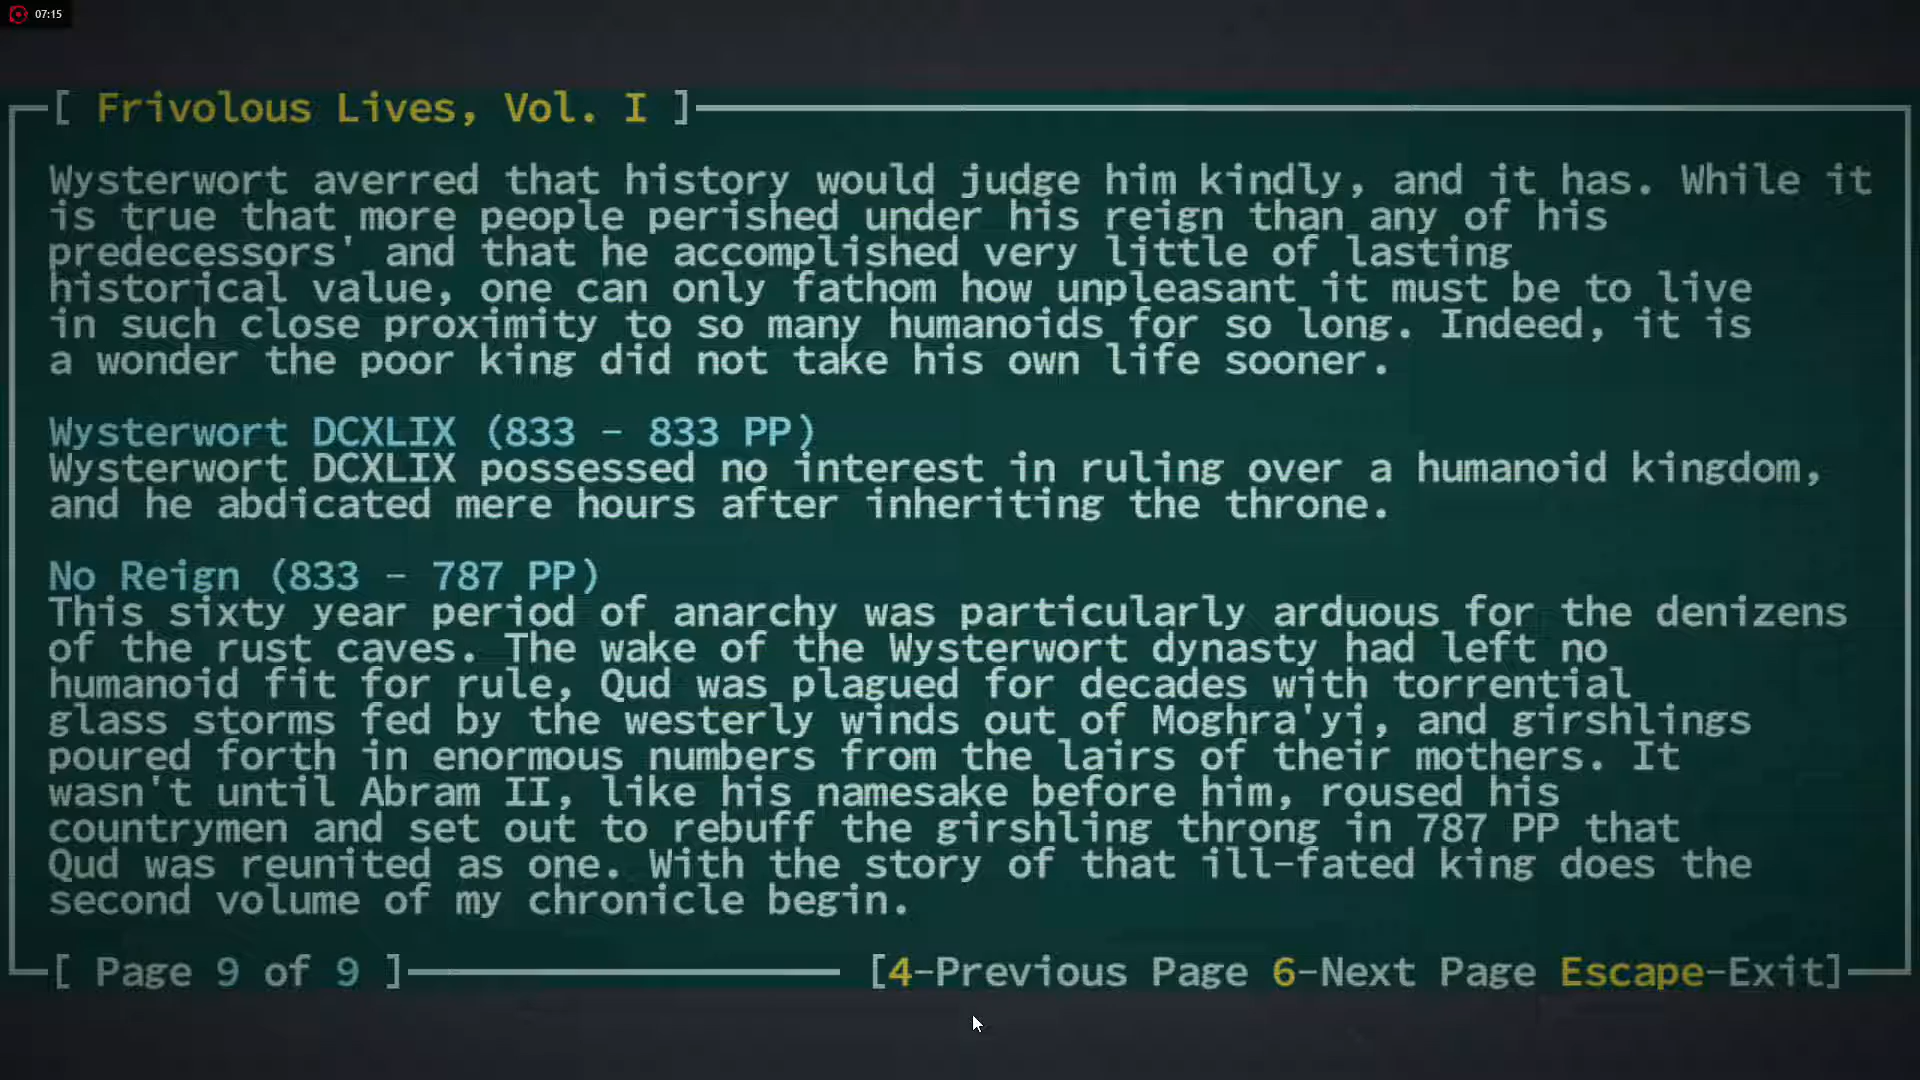 07:15
[ Frivolous Lives, Vol. I ]
Wysterwort averred that history would judge him kindly, and it has. While it
is true that more people perished under his reign than any of his
predecessors' and that he accomplished very little of lasting
historical value, one can only fathom how unpleasant it must be to live
in such close proximity to so many humanoids for so long. Indeed, it is
a wonder the poor king did not take his own life sooner.
Wysterwort DCXLIX (833 - 833 PP)
Wysterwort DCXLIX possessed no interest in ruling over a humanoid kingdom,
and he abdicated mere hours after inheriting the throne.
No Reign (833 - 787 PP)
This sixty year period of anarchy was particularly arduous for the denizens
of the rust caves. The wake of the Wysterwort dynasty had left no
humanoid fit for rule, Qud was plagued for decades with torrential
glass storms fed by the westerly winds out of Moghra'yi, and girshlings
poured forth in enormous numbers from the lairs of their mothers. It
wasn't until Abram II, like his namesake before him, roused his
countrymen and set out to rebuff the girshling throng in 787 PP that
Qud was reunited as one. With the story of that ill-fated king does the
second volume of my chronicle begin.
[ Page 9 of 9 ] [4-Previous Page 6-Next Page Escape-Exit]